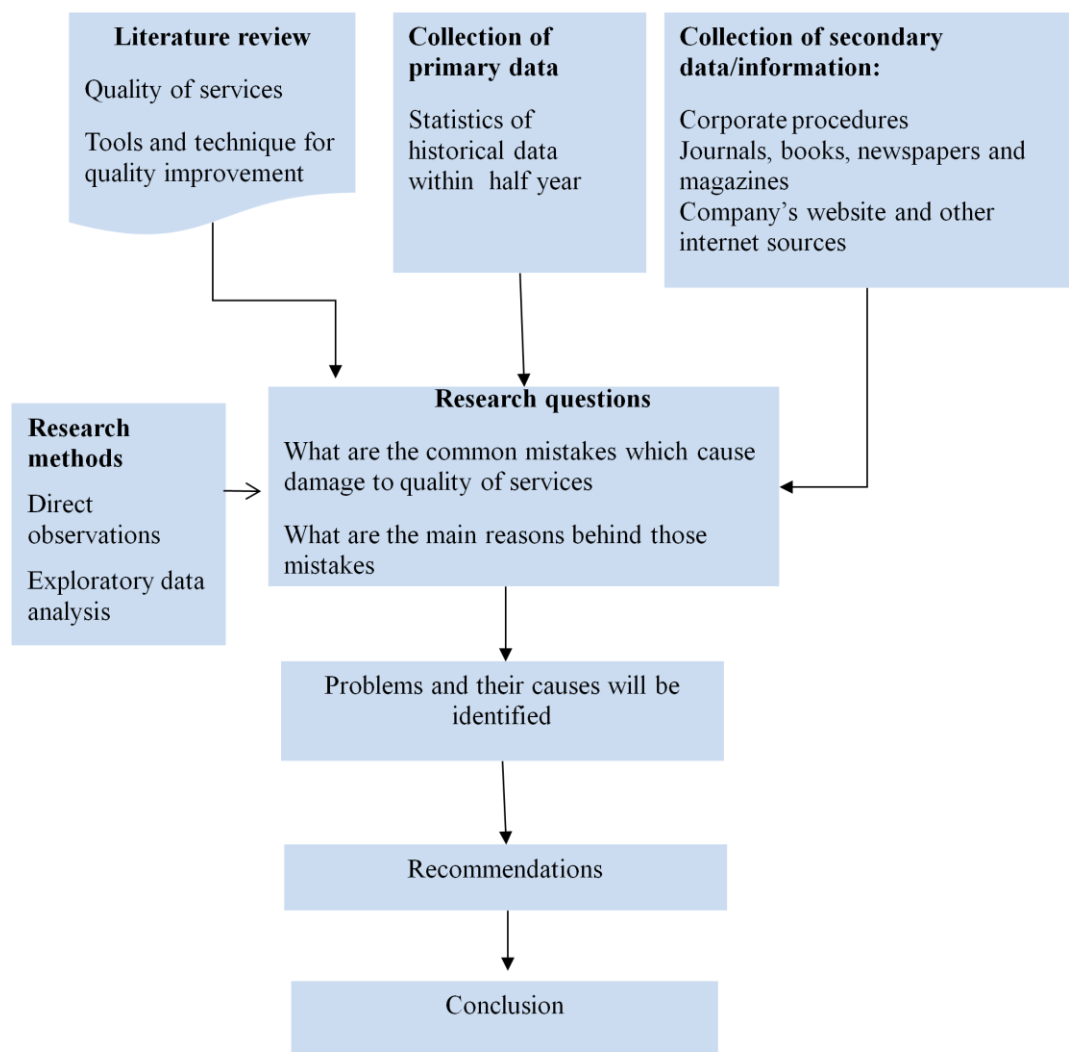 Literature review
Quality of services
Tools and technique for
quality improvement
Collection of
primary data
Statistics of
historical data
within half year
Collection of secondary
data/information:
Corporate procedures
Journals, books, newspapers and
magazines
Company's website and other
internet sources
Research
methods
Direct
observations
Exploratory data
analysis
Research questions
What are the common mistakes which cause
damage to quality of services
What are the main reasons behind those
mistakes
Problems and their causes will be
identified
Recommendations
Conclusion